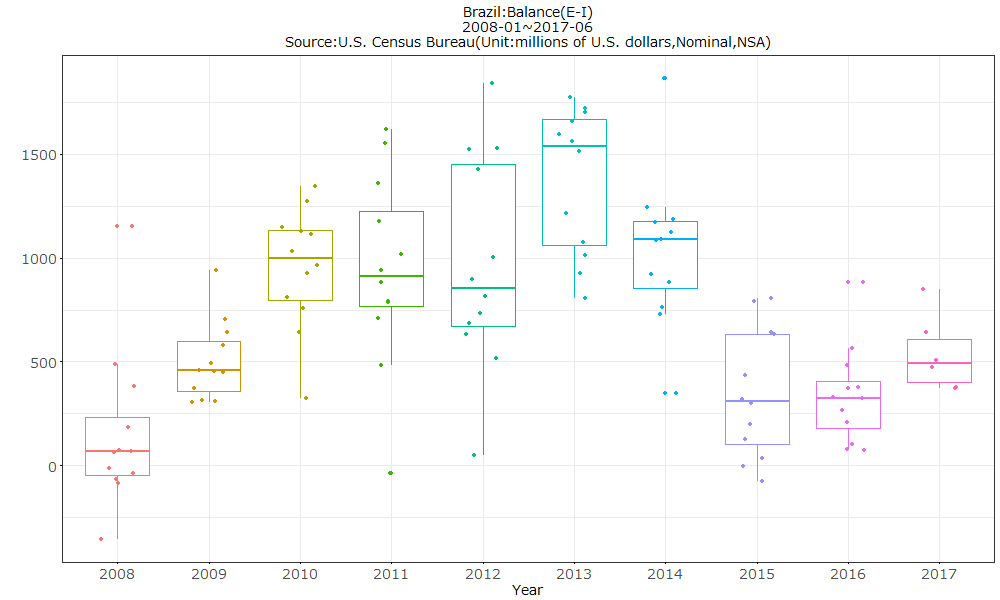 Brazil:Balance(E-I)
2008-01~2017-06
Source:U.S. Census Bureau(Unit:millions of U.S. dollars,Nominal,NSA)
1500
1000
500
0
2008 2009 2010 2011 2012 2013 2014 2015 2016 2017
Year